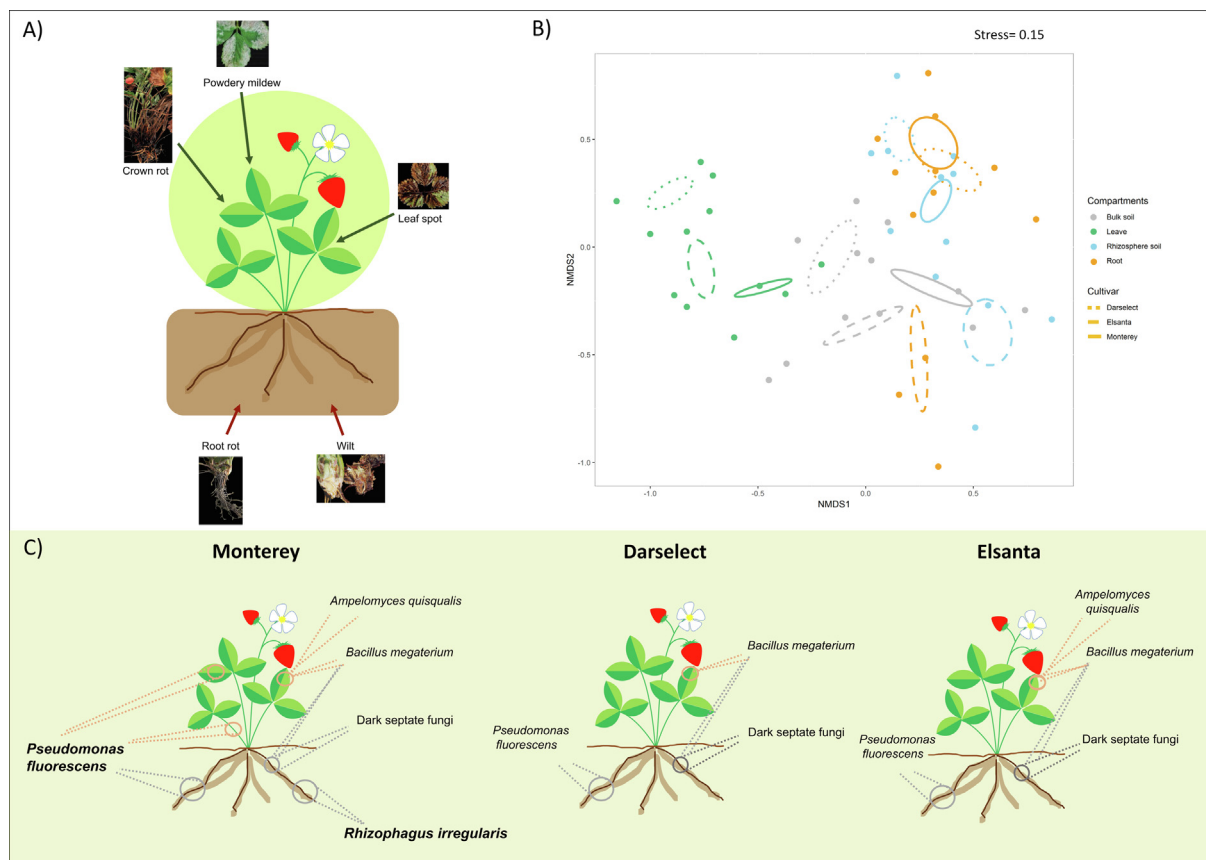 A)
Powdery mildew
Crown rot
Leaf spot
Root rot
Wilt
B)
Stress= 0.15
0.5
0.0
-0.5
-1.0
NMDS2
-1.0
-0.5
0.0
0.5
NMDS1
Compartments
Bulk soil
Leave
Rhizosphere soil
Root
Cultivar
Darselect
Elsanta
Monterey
C)
Monterey
Ampelomyces quisqualis
Bacillus megaterium
Dark septate fungi
Pseudomonas
fluorescens
Rhizophagus irregularis
Darselect
Bacillus megaterium
Pseudomonas
fluorescens
Dark septate fungi
Elsanta
Ampelomyces
quisqualis
Bacillus megaterium
Pseudomonas
fluorescens
Dark septate fungi